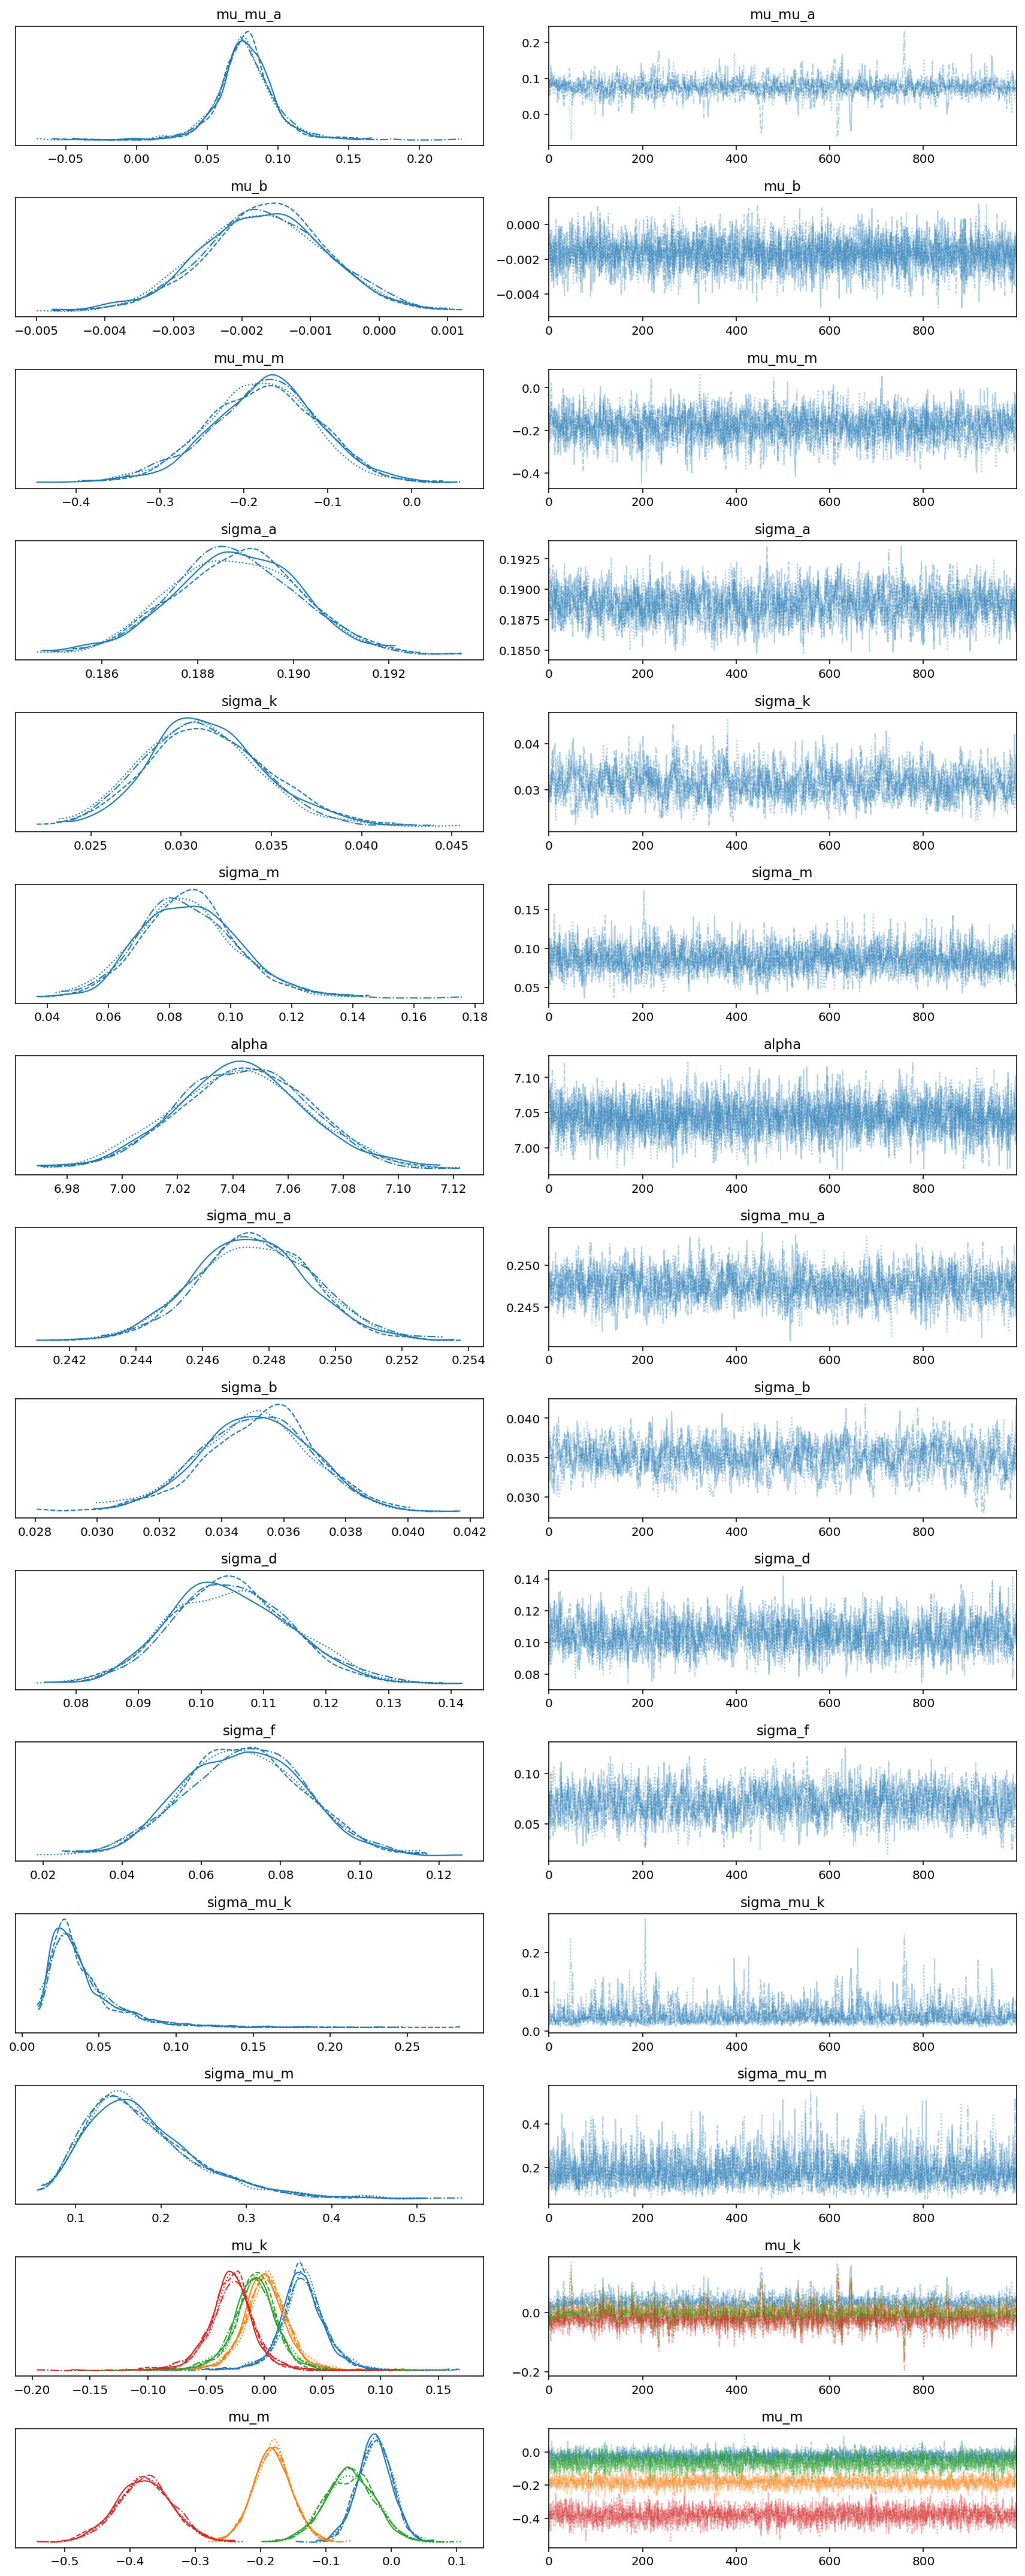 mu_mu_a mu_mu_a
0.2
0.1
0.0
−0.05 0.00 0.05 0.10 0.15 0.20 0 200 400 600 800
mu_b mu_b
0.000
−0.002
−0.004
−0.005 −0.004 −0.003 −0.002 −0.001 0.000 0.001 0 200 400 600 800
mu_mu_m mu_mu_m
0.0
−0.2
−0.4
−0.4 −0.3 −0.2 −0.1 0.0 0 200 400 600 800
sigma_a sigma_a
0.1925
0.1900
0.1875
0.1850
0.186 0.188 0.190 0.192 0 200 400 600 800
sigma_k sigma_k
0.04
0.03
0.025 0.030 0.035 0.040 0.045 0 200 400 600 800
sigma_m sigma_m
0.15
0.10
0.05
0.04 0.06 0.08 0.10 0.12 0.14 0.16 0.18 0 200 400 600 800
alpha alpha
7.10
7.05
7.00
6.98 7.00 7.02 7.04 7.06 7.08 7.10 7.12 0 200 400 600 800
sigma_mu_a sigma_mu_a
0.250
0.245
0.242 0.244 0.246 0.248 0.250 0.252 0.254 0 200 400 600 800
sigma_b sigma_b
0.040
0.035
0.030
0.028 0.030 0.032 0.034 0.036 0.038 0.040 0.042 0 200 400 600 800
sigma_d sigma_d
0.14
0.12
0.10
0.08
0.08 0.09 0.10 0.11 0.12 0.13 0.14 0 200 400 600 800
sigma_f sigma_f
0.10
0.05
0.02 0.04 0.06 0.08 0.10 0.12 0 200 400 600 800
sigma_mu_k sigma_mu_k
0.2
0.1
0.0
0.00 0.05 0.10 0.15 0.20 0.25 0 200 400 600 800
sigma_mu_m sigma_mu_m
0.4
0.2
0.1 0.2 0.3 0.4 0.5 0 200 400 600 800
mu_k mu_k
0.0
−0.2
−0.20 −0.15 −0.10 −0.05 0.00 0.05 0.10 0.15 0 200 400 600 800
mu_m mu_m
0.0
−0.2
−0.4
−0.5 −0.4 −0.3 −0.2 −0.1 0.0 0.1 0 200 400 600 800